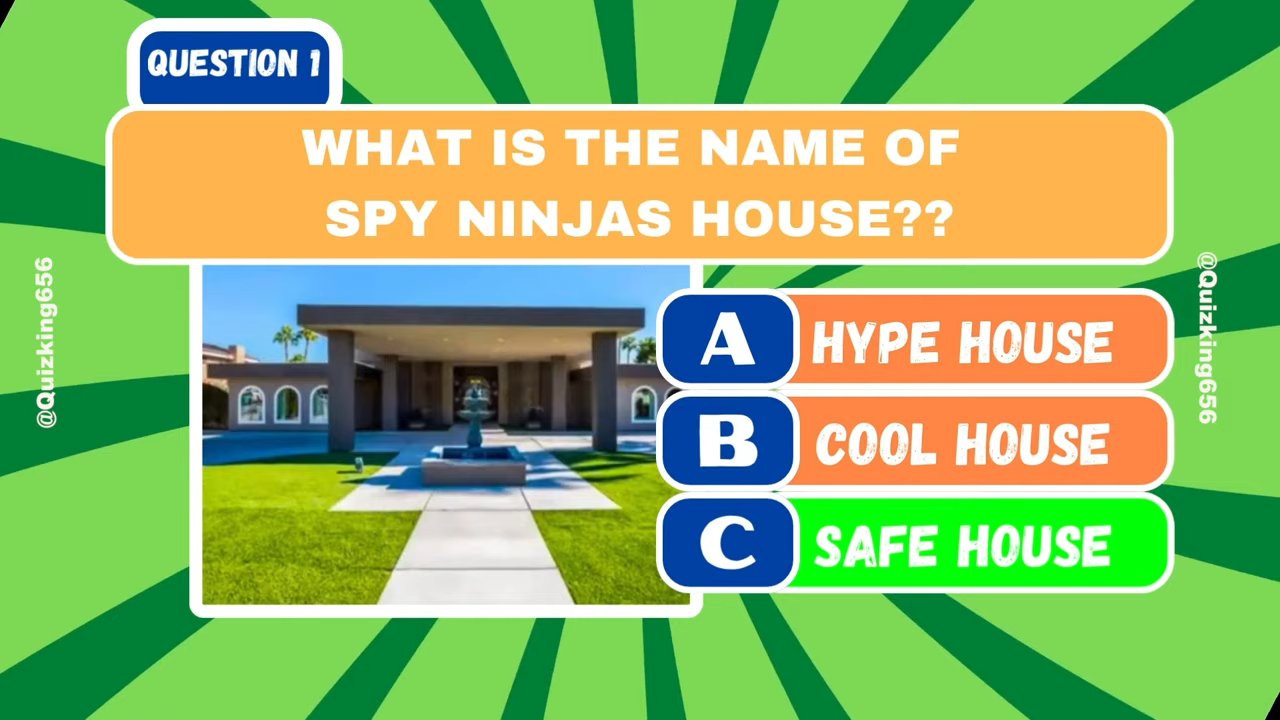 QUESTION 1
WHAT IS THE NAME OF
SPY NINJAS HOUSE??
@Quizking656
@Quizking656
A HYPE HOUSE
B COOL HOUSE
C SAFE HOUSE